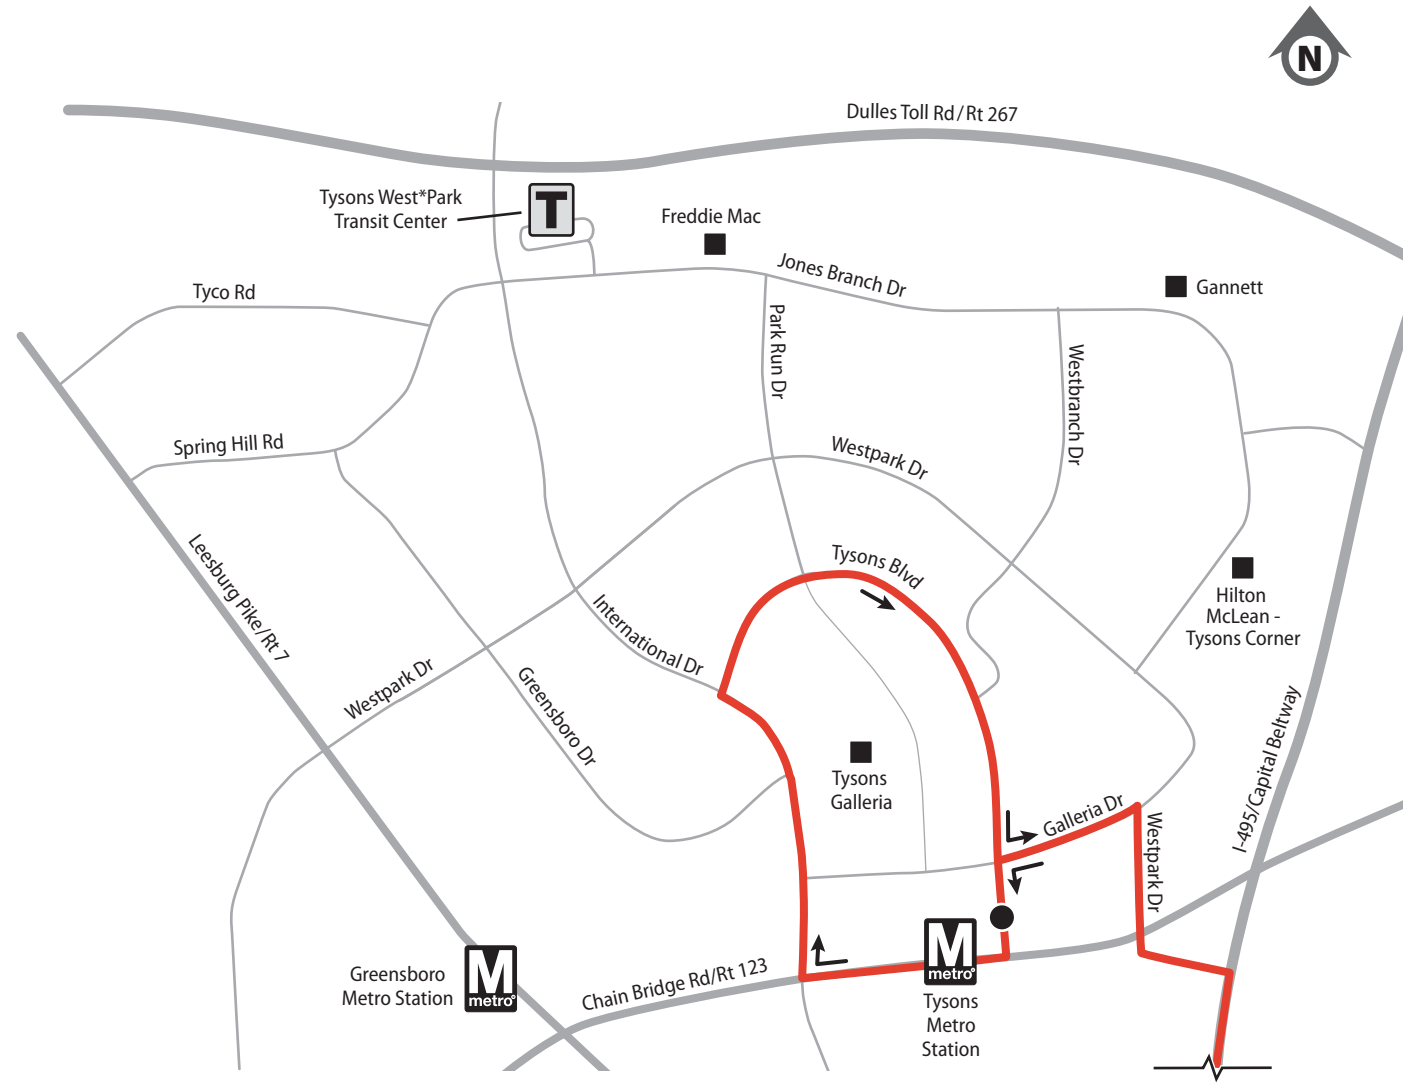 N
Dulles Toll Rd/Rt 267
Tysons West*Park
Transit Center
T
Freddie Mac
Jones Branch Dr
Gannett
Tyco Rd
Park Run Dr
Westbranch Dr
Spring Hill Rd
Westpark Dr
Leesburg Pike/Rt 7
Tysons Blvd
Hilton
McLean -
Tysons Corner
International Dr
Westpark Dr
Greensboro Dr
I-495/Capital Beltway
Tysons
Galleria
Galleria Dr
Westpark Dr
Greensboro
Metro Station
M
metro®
Chain Bridge Rd/Rt 123
M
metro®
Tysons
Metro
Station